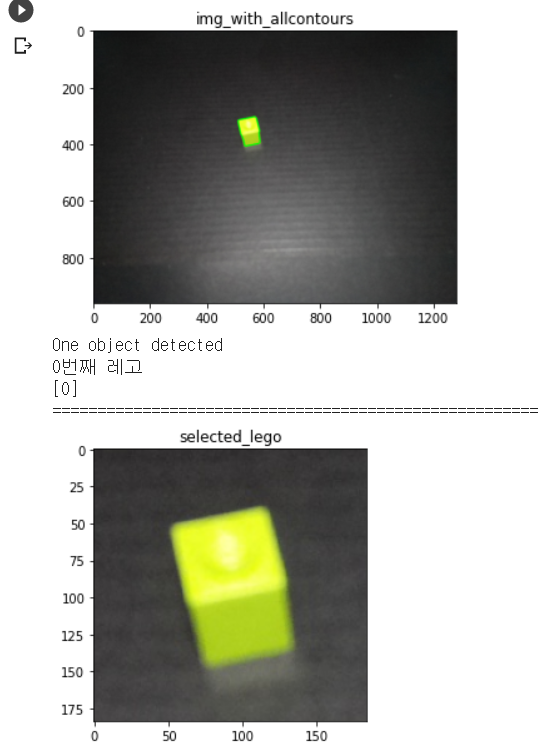 img_with_allcontours
0
200
400
600
800
0 200 400 600 800 1000 1200
One object detected
0번째 레고
[0]
======================================================
selected_lego
0
25
50
75
100
125
150
175
0 50 100 150